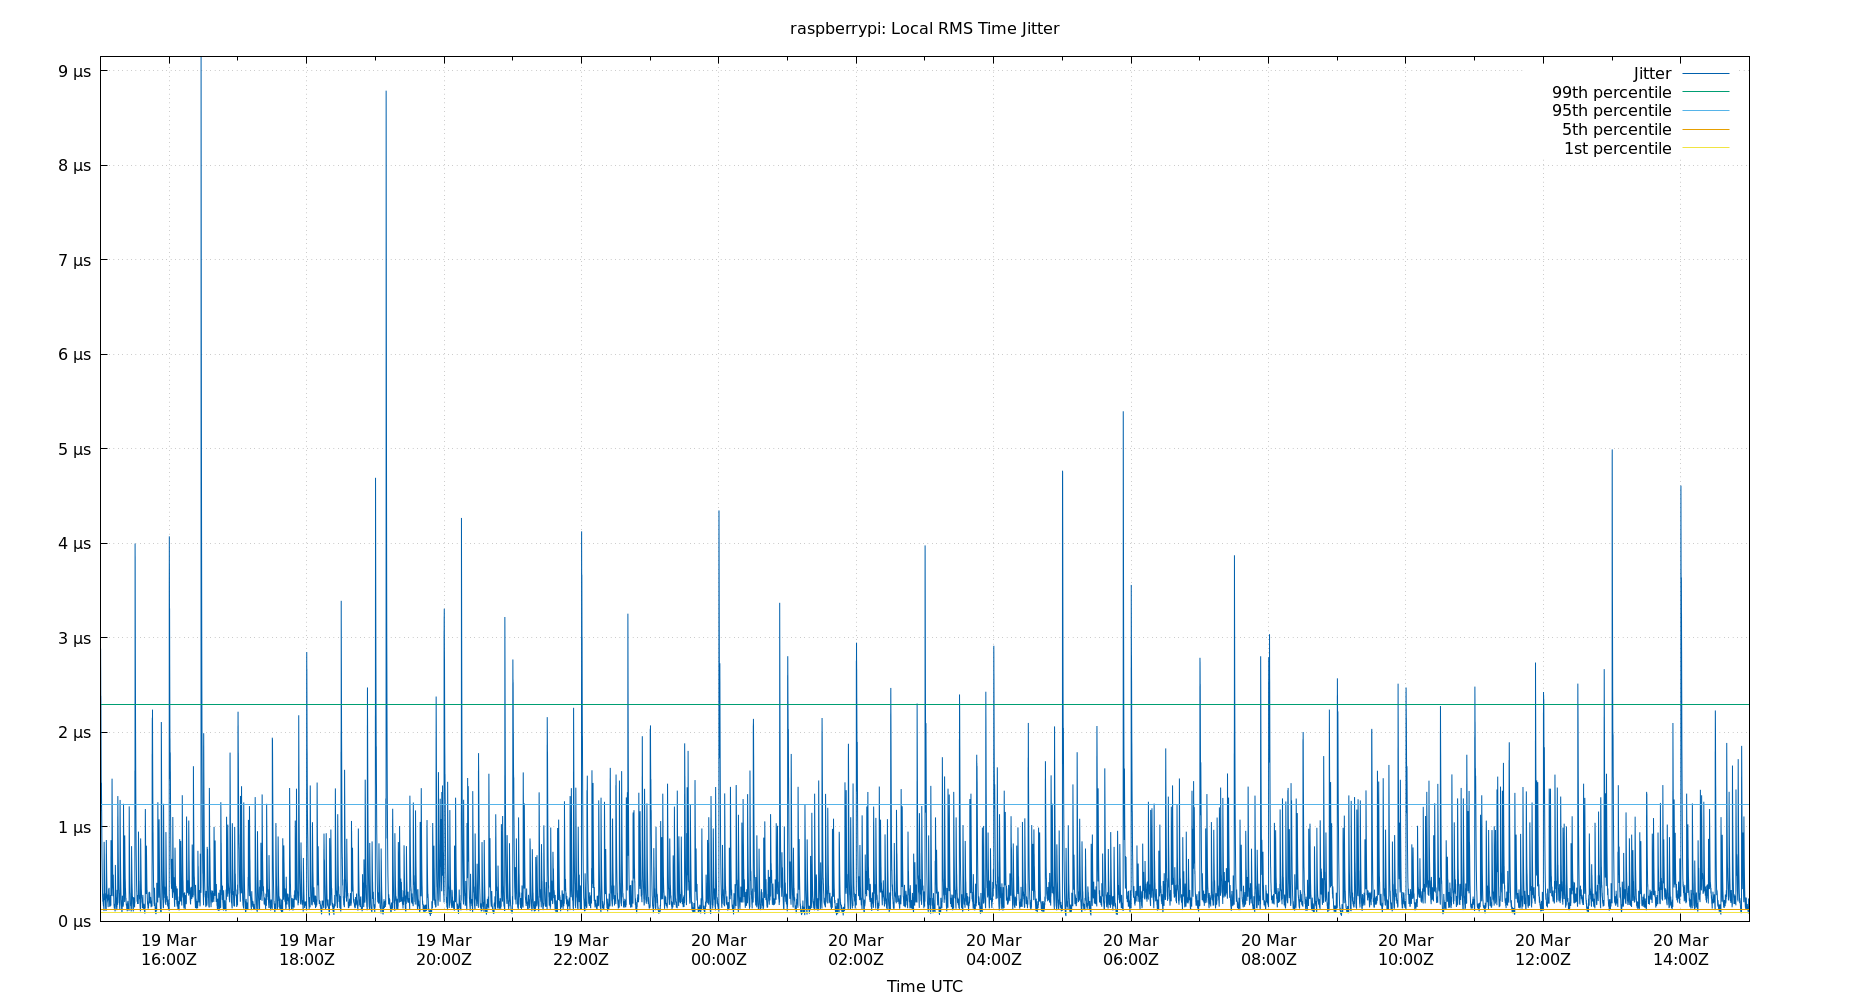 raspberrypi: Local RMS Time Jitter
9 µs
8 µs
7 µs
6 µs
5 µs
4 µs
3 µs
2 µs
1 µs
0 µs
Jitter
99th percentile
95th percentile
5th percentile
1st percentile
19 Mar 19 Mar 19 Mar 19 Mar 20 Mar 20 Mar 20 Mar 20 Mar 20 Mar 20 Mar 20 Mar 20 Mar
16:00Z 18:00Z 20:00Z 22:00Z 00:00Z 02:00Z 04:00Z 06:00Z 08:00Z 10:00Z 12:00Z 14:00Z
Time UTC